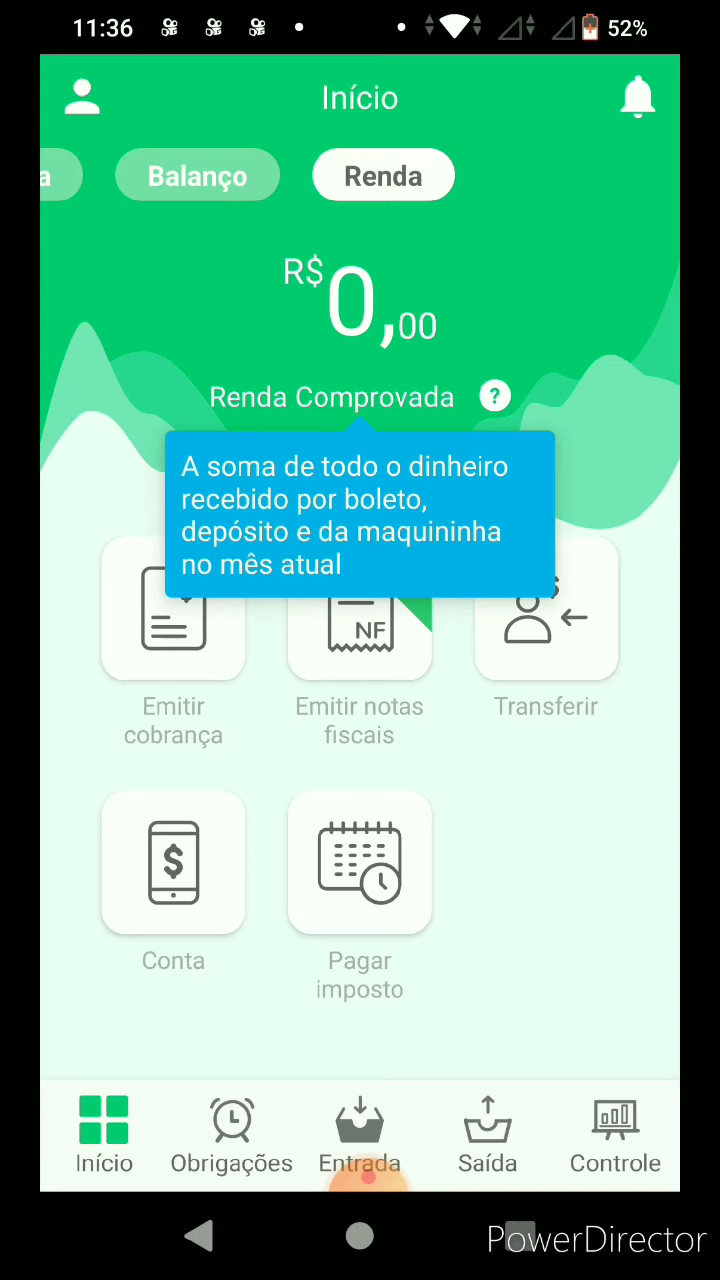 11:36
52%
Início
a
Balanço
Renda
R$0,00
Renda Comprovada ?
A soma de todo o dinheiro
recebido por boleto,
depósito e da maquininha
no mês atual
NF
$
Emitir
cobrança
Emitir notas
fiscais
Transferir
$
Conta
Pagar
imposto
Início
Obrigações
Entrada
Saída
Controle
PowerDirector